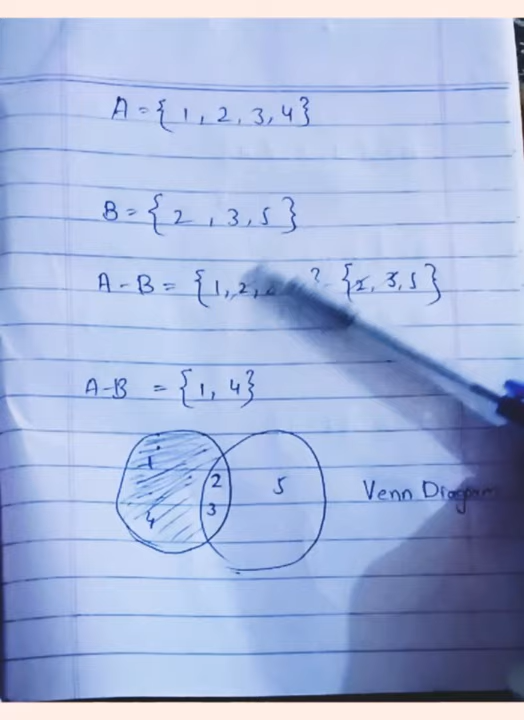 A = { 1, 2, 3, 4 }
B = { 2, 3, 5 }
A - B = { 1, 2, } - { 2, 3, 5 }
A-B = { 1, 4 }
1
4
2
3
5
Venn Diagram